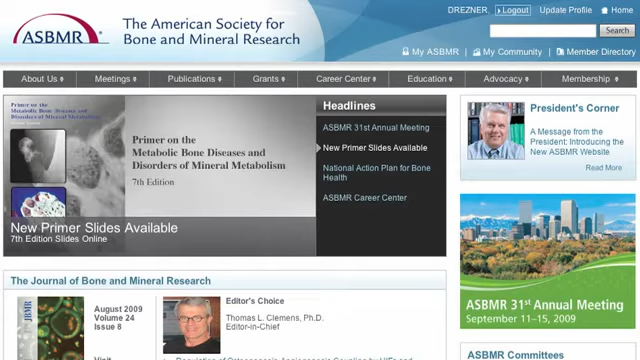 DREZNER. Logout Update Profile Home
Search
ASBMR
The American Society for
Bone and Mineral Research
My ASBMR | My Community | Member Directory
About Us Meetings Publications Grants Career Center Education Advocacy Membership
Primer on the
Metabolic Bone Diseases and
Disorders of Mineral Metabolism
Primer on the
Metabolic Bone Diseases and
Disorders of Mineral Metabolism
7th Edition
New Primer Slides Available
7th Edition Slides Online
Headlines
ASBMR 31st Annual Meeting
New Primer Slides Available
National Action Plan for Bone
Health
ASBMR Career Center
President's Corner
A Message from the
President: Introducing the
New ASBMR Website
Read More
ASBMR 31st Annual Meeting
September 11–15, 2009
The Journal of Bone and Mineral Research
JBMR
August 2009
Volume 24
Issue 8
Visit
Editor's Choice
Thomas L. Clemens, Ph.D.
Editor-in-Chief
ASBMR Committees